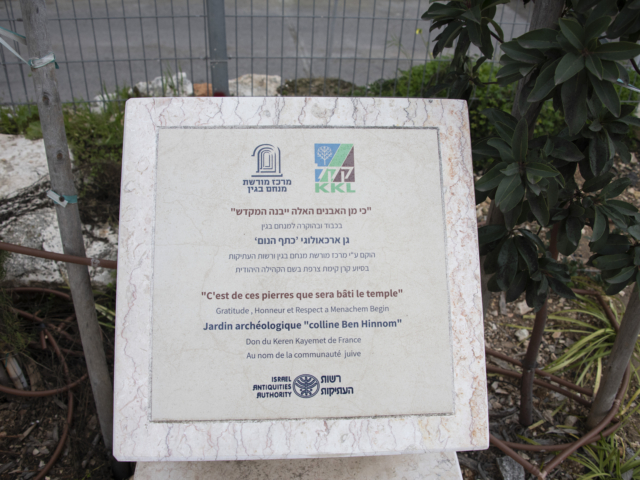 מרכז מורשת
מנחם בגין
קק"ל
KKL
"כי מן האבנים האלה ייבנה המקדש"
בכבוד ובהוקרה למנחם בגין
גן ארכאולוגי 'כתף הנום'
הוקם ע"י מרכז מורשת מנחם בגין ורשות העתיקות
בסיוע קרן קימת צרפת בשם הקהילה היהודית
"C'est de ces pierres que sera bâti le temple"
Gratitude , Honneur et Respect a Menachem Begin
Jardin archéologique "colline Ben Hinnom"
Don du Keren Kayemet de France
Au nom de la communauté juive
ISRAEL
ANTIQUITIES
AUTHORITY
רשות
העתיקות